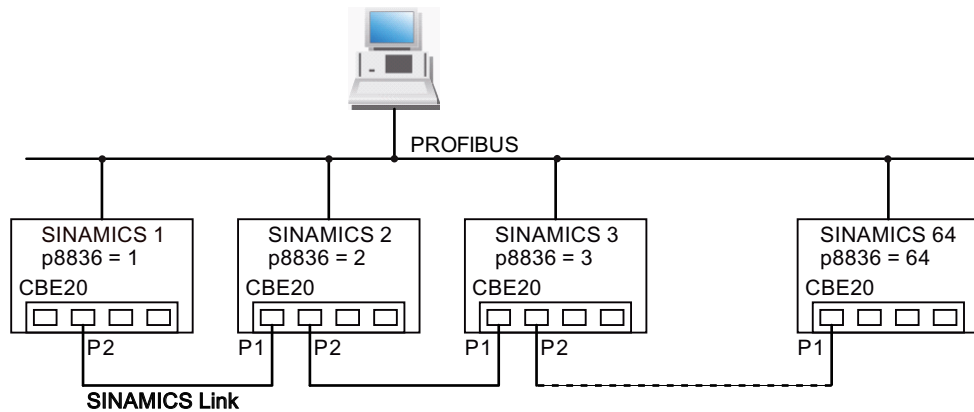 PROFIBUS
SINAMICS 1
p8836 = 1
CBE20
P2
SINAMICS 2
p8836 = 2
CBE20
P1 P2
SINAMICS 3
p8836 = 3
CBE20
P1 P2
SINAMICS 64
p8836 = 64
CBE20
P1
SINAMICS Link